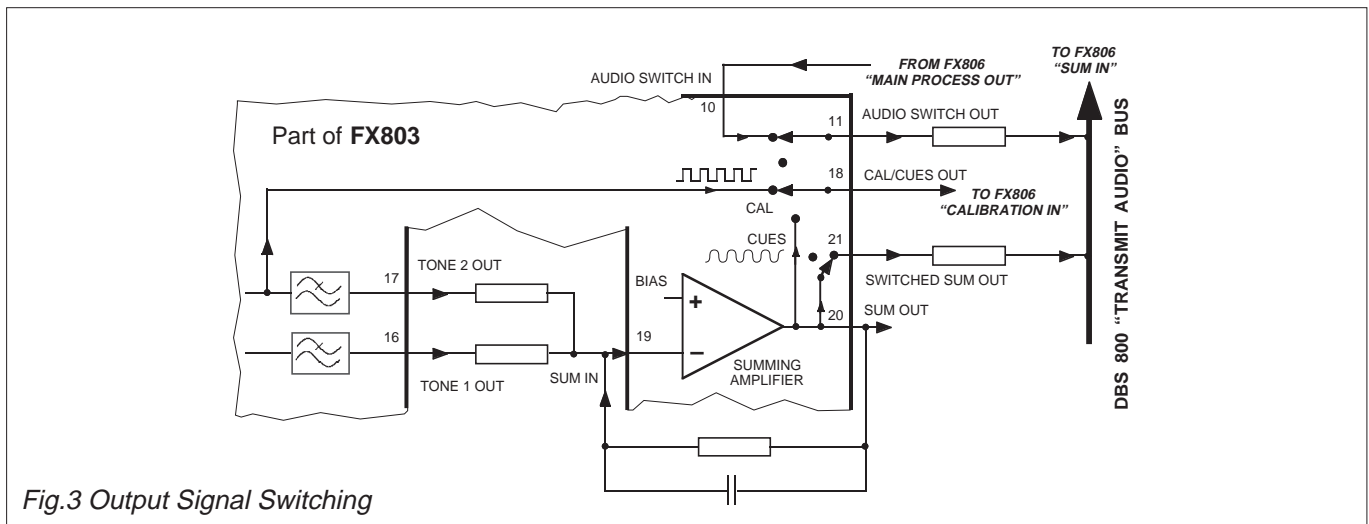 TO FX806
“SUM IN”
FROM FX806
“MAIN PROCESS OUT”
AUDIO SWITCH IN
10
Part of FX803
11
AUDIO SWITCH OUT
18
CAL/CUES OUT
TO FX806
“CALIBRATION IN”
CAL
CUES
21
SWITCHED SUM OUT
17
TONE 2 OUT
BIAS
+
20
SUM OUT
16
19
−
TONE 1 OUT
SUM IN
SUMMING
AMPLIFIER
DBS 800 “TRANSMIT AUDIO” BUS
Fig.3 Output Signal Switching